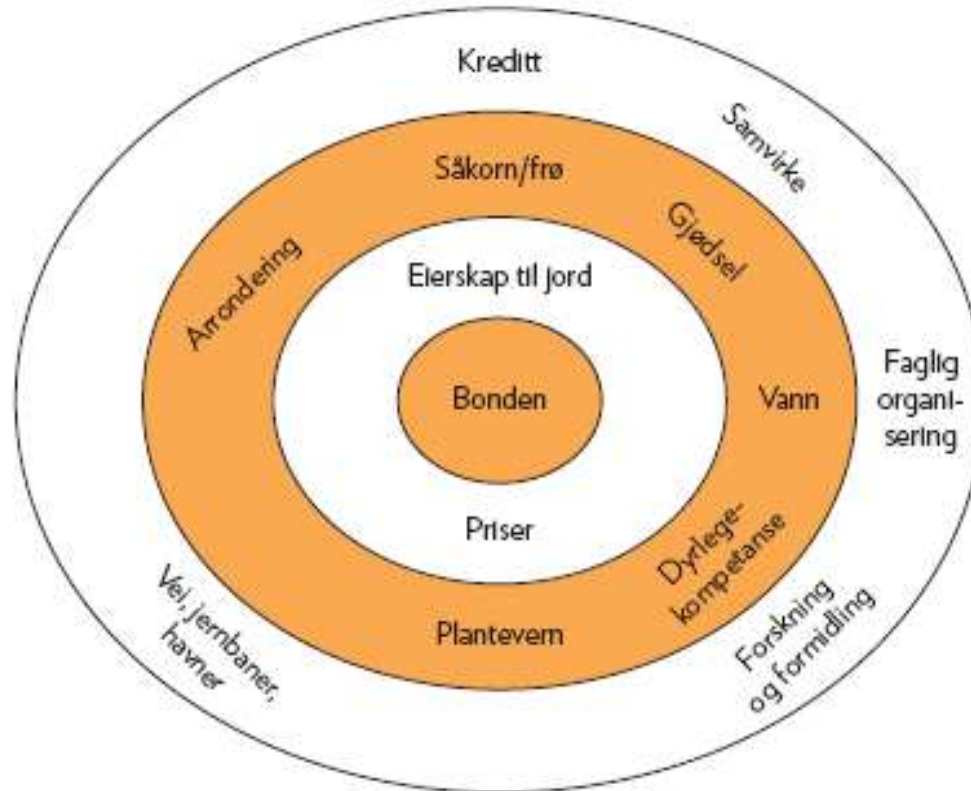 Kreditt
Samvirke
Såkorn/frø
Gjødsel
Arrondering
Eierskap til jord
Bonden
Vann
Faglig
organi-
sering
Priser
Dyrlege-
kompetanse
Plantevern
Vei, jernbaner,
havner
Forskning
og formidling